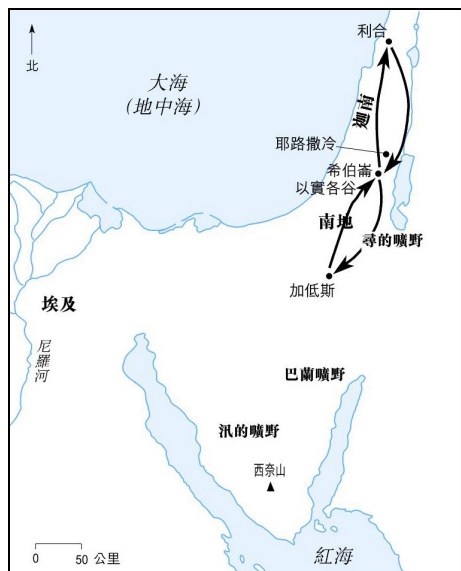 北
利合
大海
(地中海)
迦南
耶路撒冷
希伯崙
以實各谷
南地
尋的曠野
加低斯
埃及
尼羅河
巴蘭曠野
汛的曠野
西奈山
0 50 公里
紅海